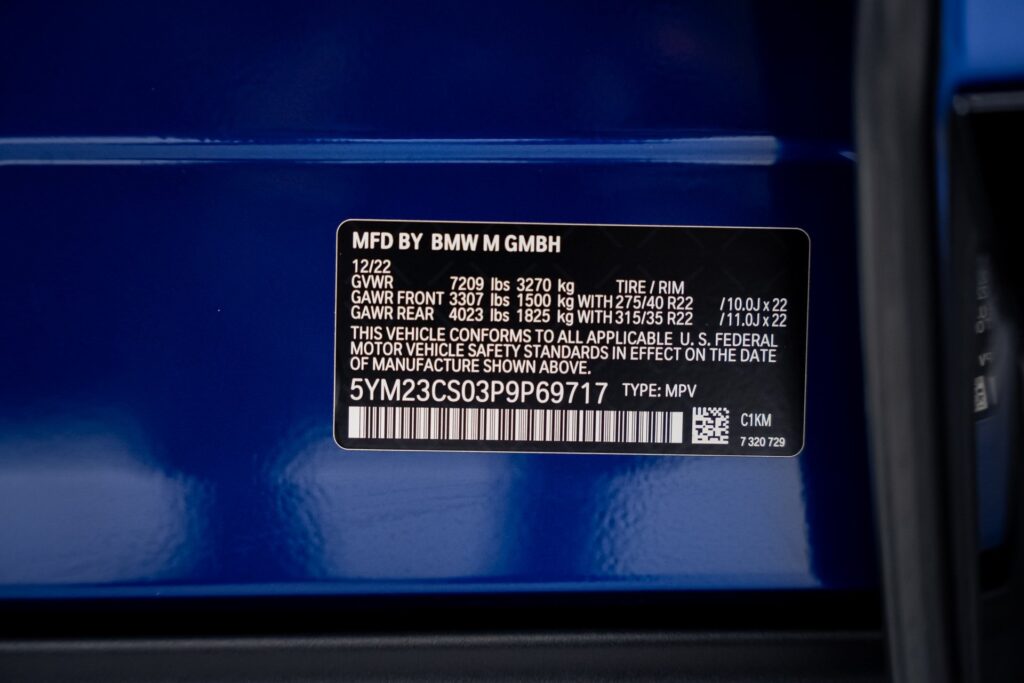 MFD BY BMW M GMBH
12/22
GVWR 7209 lbs 3270 kg TIRE / RIM
GAWR FRONT 3307 lbs 1500 kg WITH 275/40 R22 / 10.0J x 22
GAWR REAR 4023 lbs 1825 kg WITH 315/35 R22 / 11.0J x 22
THIS VEHICLE CONFORMS TO ALL APPLICABLE U. S. FEDERAL
MOTOR VEHICLE SAFETY STANDARDS IN EFFECT ON THE DATE
OF MANUFACTURE SHOWN ABOVE.
5YM23CS03P9P69717 TYPE: MPV
C1KM
7 320 729